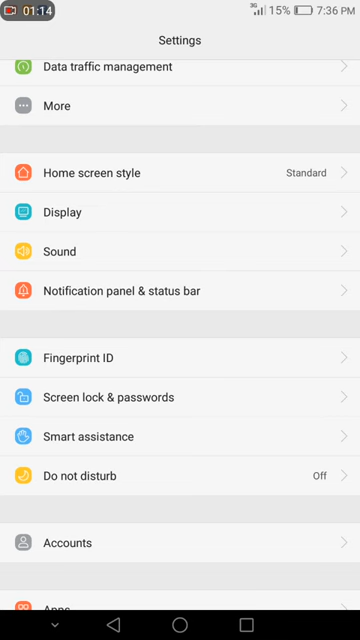 01:14
3G 15% 7:36 PM
Settings
Data traffic management
More
Home screen style Standard
Display
Sound
Notification panel & status bar
Fingerprint ID
Screen lock & passwords
Smart assistance
Do not disturb Off
Accounts
Apps